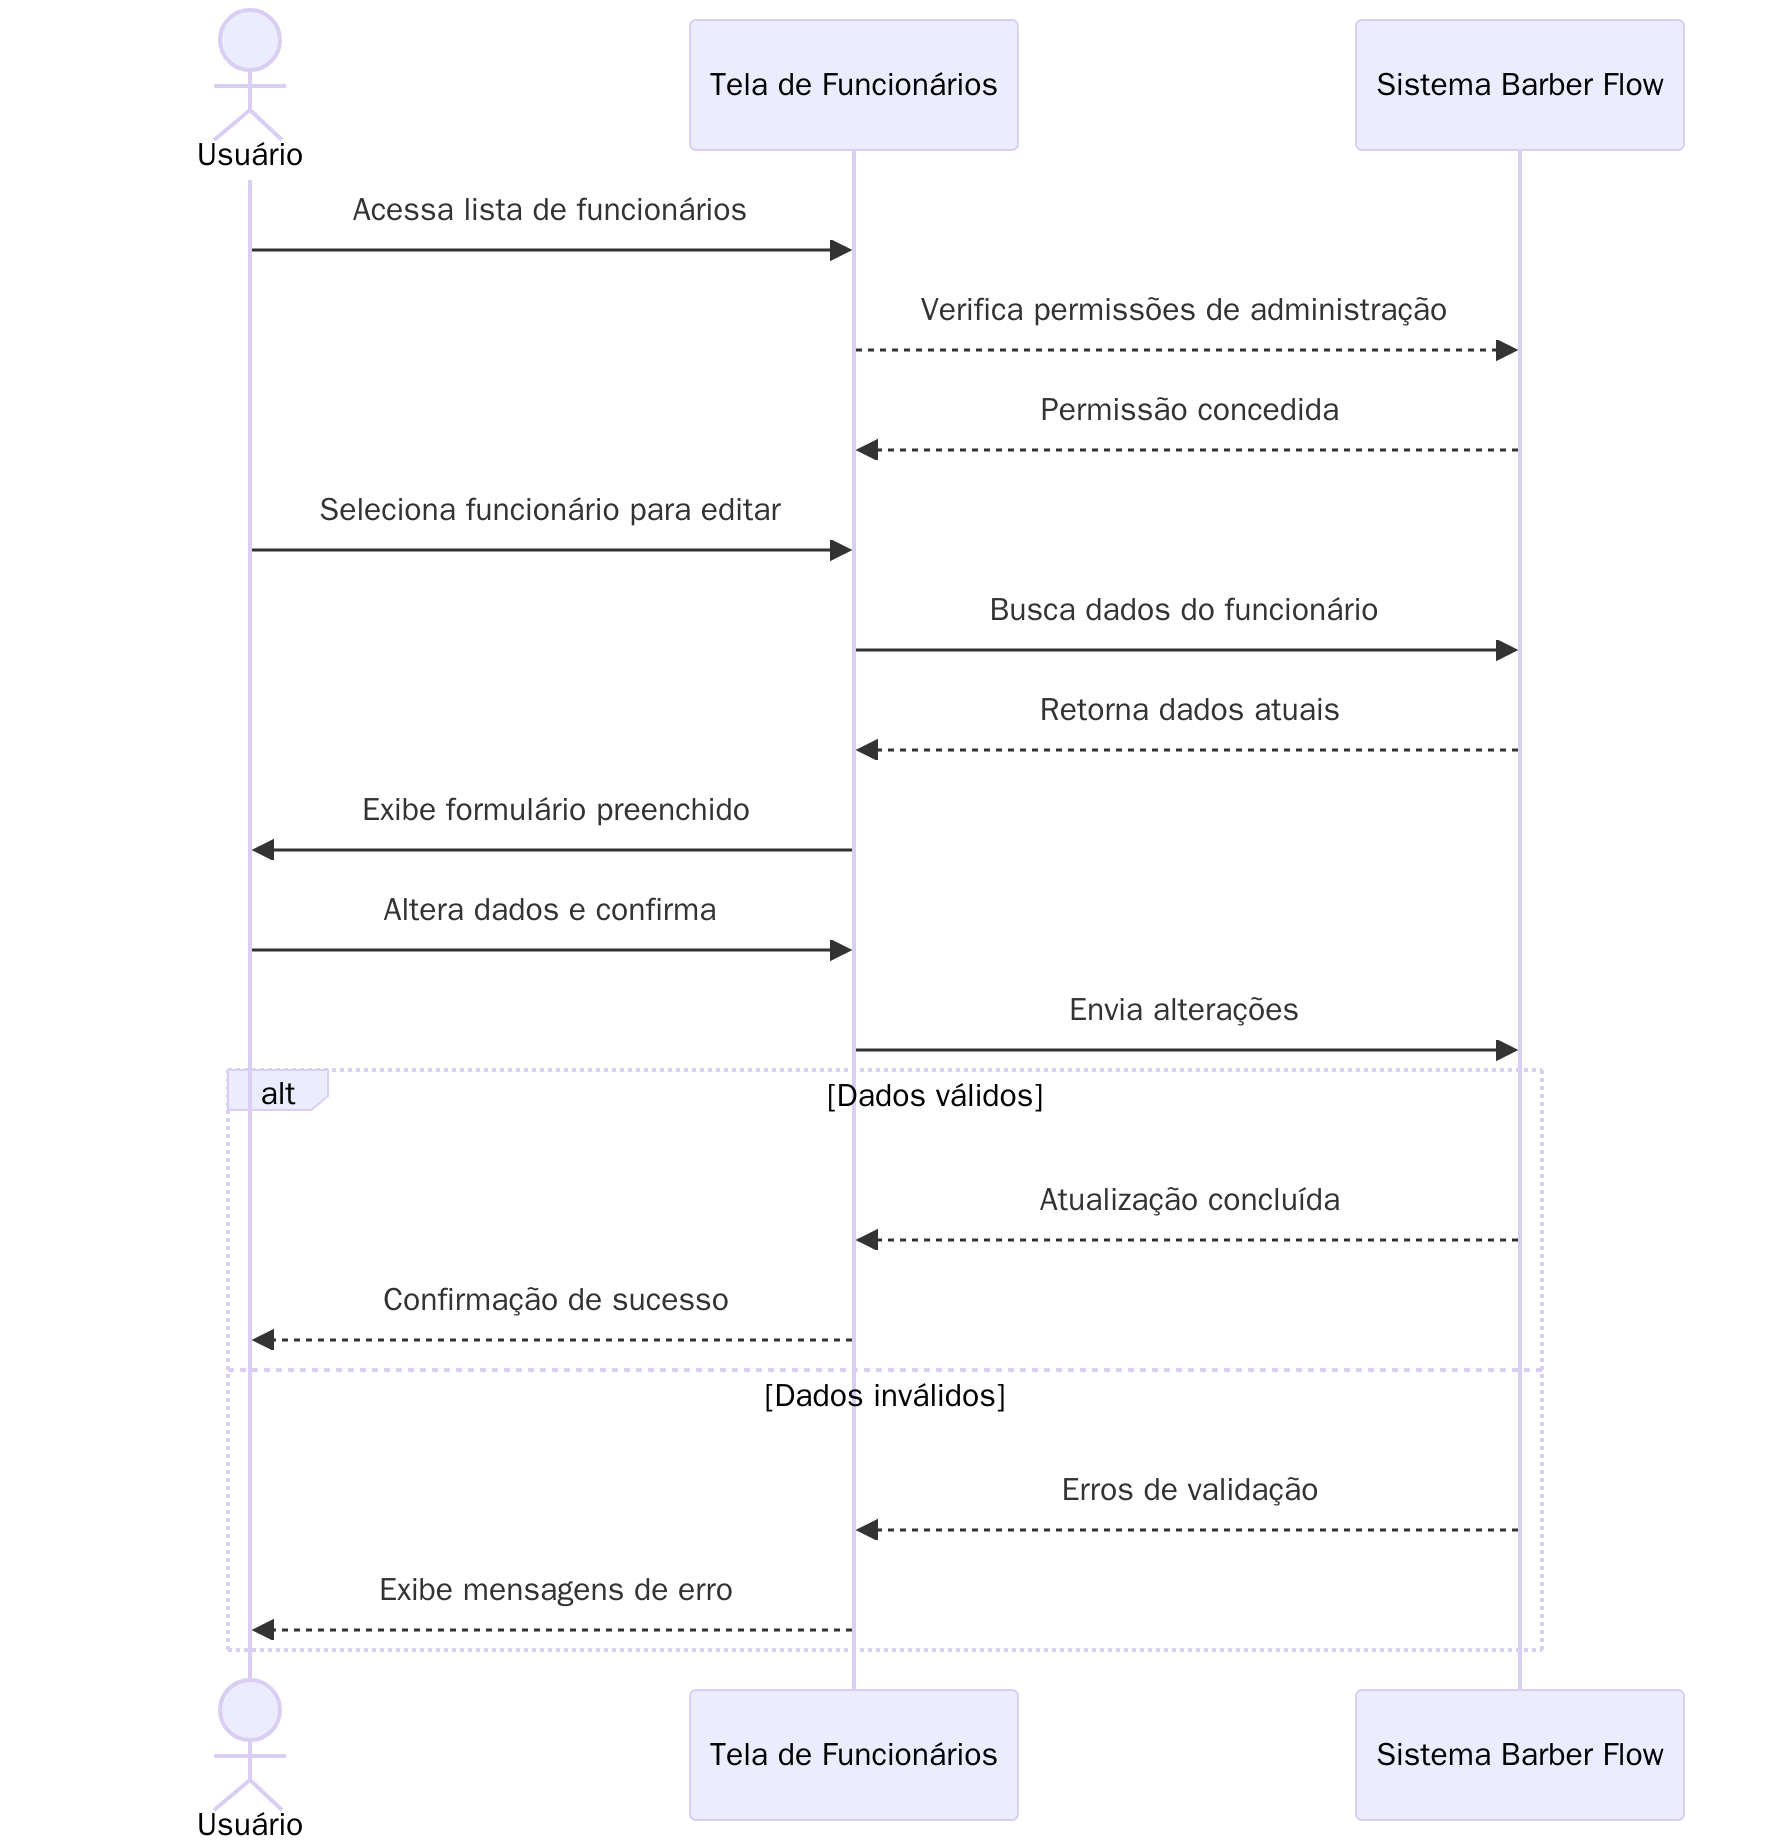 Usuário
Tela de Funcionários
Sistema Barber Flow
Acessa lista de funcionários
Verifica permissões de administração
Permissão concedida
Seleciona funcionário para editar
Busca dados do funcionário
Retorna dados atuais
Exibe formulário preenchido
Altera dados e confirma
Envia alterações
alt
[Dados válidos]
Atualização concluída
Confirmação de sucesso
[Dados inválidos]
Erros de validação
Exibe mensagens de erro
Usuário
Tela de Funcionários
Sistema Barber Flow